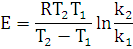 E = RT₂T₁/(T₂ − T₁) ln k₂/k₁